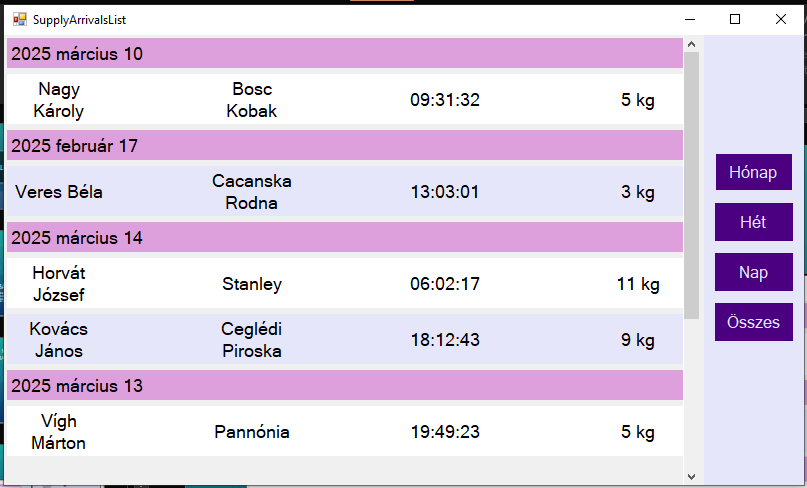 SupplyArrivalsList
2025 március 10
Nagy Károly Bosc Kobak 09:31:32 5 kg
2025 február 17
Veres Béla Cacanska Rodna 13:03:01 3 kg
2025 március 14
Horvát József Stanley 06:02:17 11 kg
Kovács János Ceglédi Piroska 18:12:43 9 kg
2025 március 13
Vígh Márton Pannónia 19:49:23 5 kg
Hónap
Hét
Nap
Összes